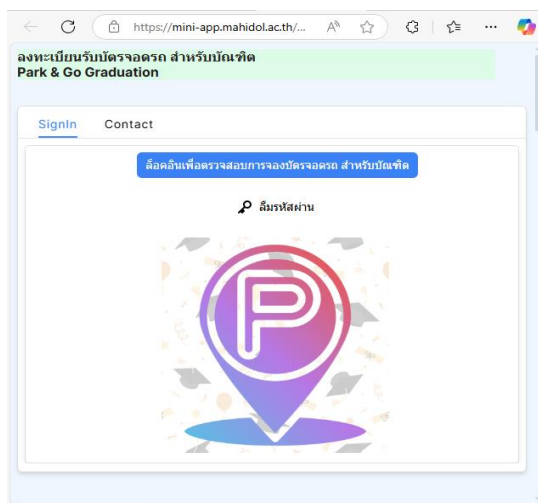 https://mini-app.mahidol.ac.th/...
ลงทะเบียนรับบัตรจอดรถ สำหรับบัณฑิต
Park & Go Graduation
SignIn Contact
ล็อคอินเพื่อตรวจสอบการจองบัตรจอดรถ สำหรับบัณฑิต
ลืมรหัสผ่าน
P